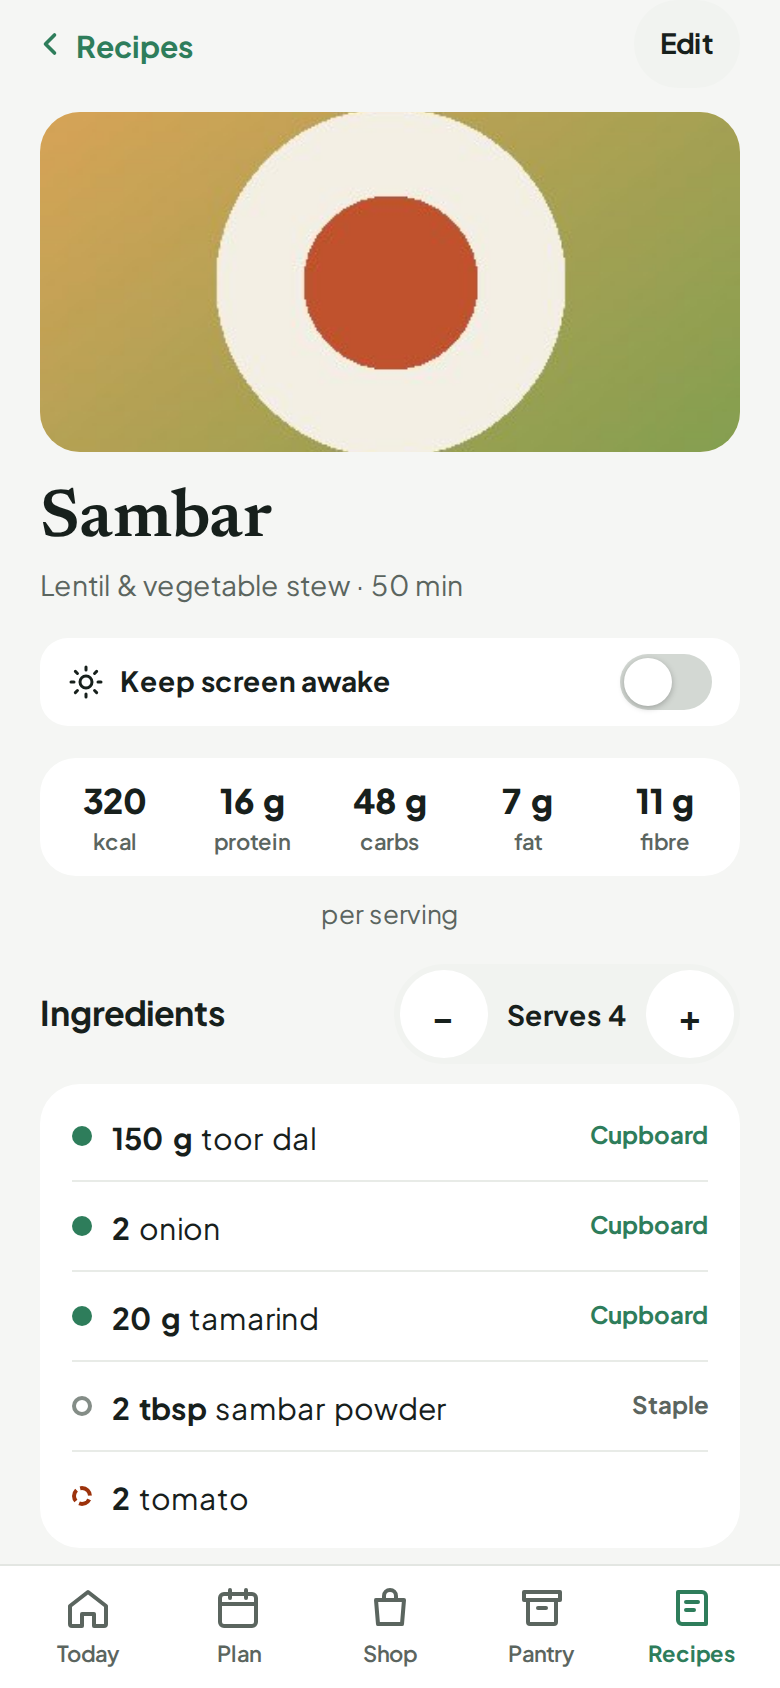 Recipes
Edit
Sambar
Lentil & vegetable stew · 50 min
Keep screen awake
320 16 g 48 g 7 g 11 g
kcal protein carbs fat fibre
per serving
Ingredients – Serves 4 +
150 g toor dal Cupboard
2 onion Cupboard
20 g tamarind Cupboard
2 tbsp sambar powder Staple
2 tomato
Today Plan Shop Pantry Recipes